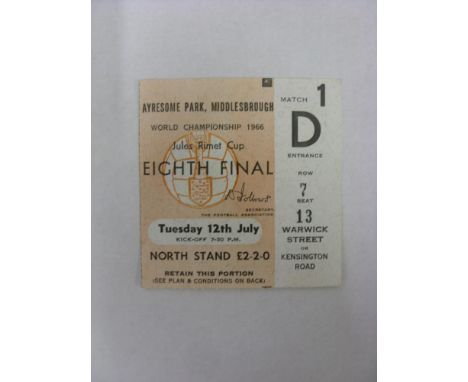 AYRESOME PARK, MIDDLESBROUGH
WORLD CHAMPIONSHIP 1966
Jules Rimet Cup
EIGHTH FINAL
SECRETARY,
THE FOOTBALL ASSOCIATION
Tuesday 12th July
KICK-OFF 7-30 P.M.
NORTH STAND £2-2-0
RETAIN THIS PORTION
(SEE PLAN & CONDITIONS ON BACK)
MATCH 1
D
ENTRANCE
ROW
7
SEAT
13
WARWICK
STREET
OR
KENSINGTON
ROAD